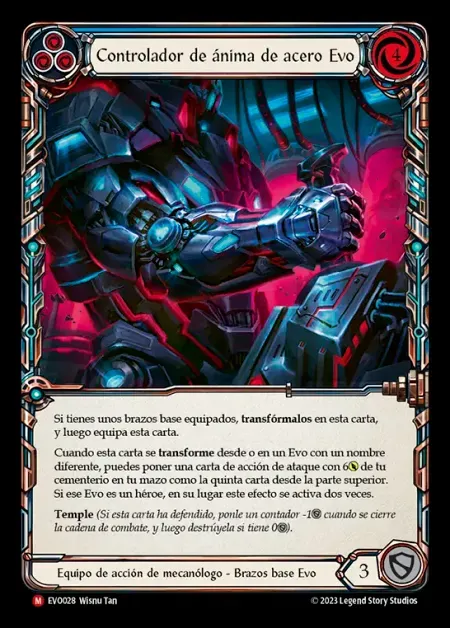 Controlador de ánima de acero Evo
4
Si tienes unos brazos base equipados, transfórmalos en esta carta,
y luego equipa esta carta.
Cuando esta carta se transforme desde o en un Evo con un nombre
diferente, puedes poner una carta de acción de ataque con 6 de tu
cementerio en tu mazo como la quinta carta desde la parte superior.
Si ese Evo es un héroe, en su lugar este efecto se activa dos veces.
Temple (Si esta carta ha defendido, ponle un contador -1 cuando se cierre
la cadena de combate, y luego destrúyela si tiene 0).
Equipo de acción de mecanólogo - Brazos base Evo
3
M EVO028 Wisnu Tan
© 2023 Legend Story Studios